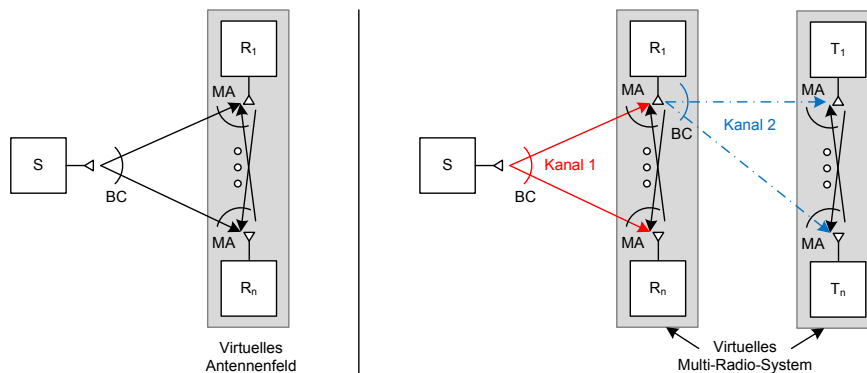 R1
MA
S
BC
MA
Rn
Virtuelles
Antennenfeld
R1
T1
MA
MA
BC
Kanal 2
S
Kanal 1
BC
MA
MA
Rn
Tn
Virtuelles
Multi-Radio-System